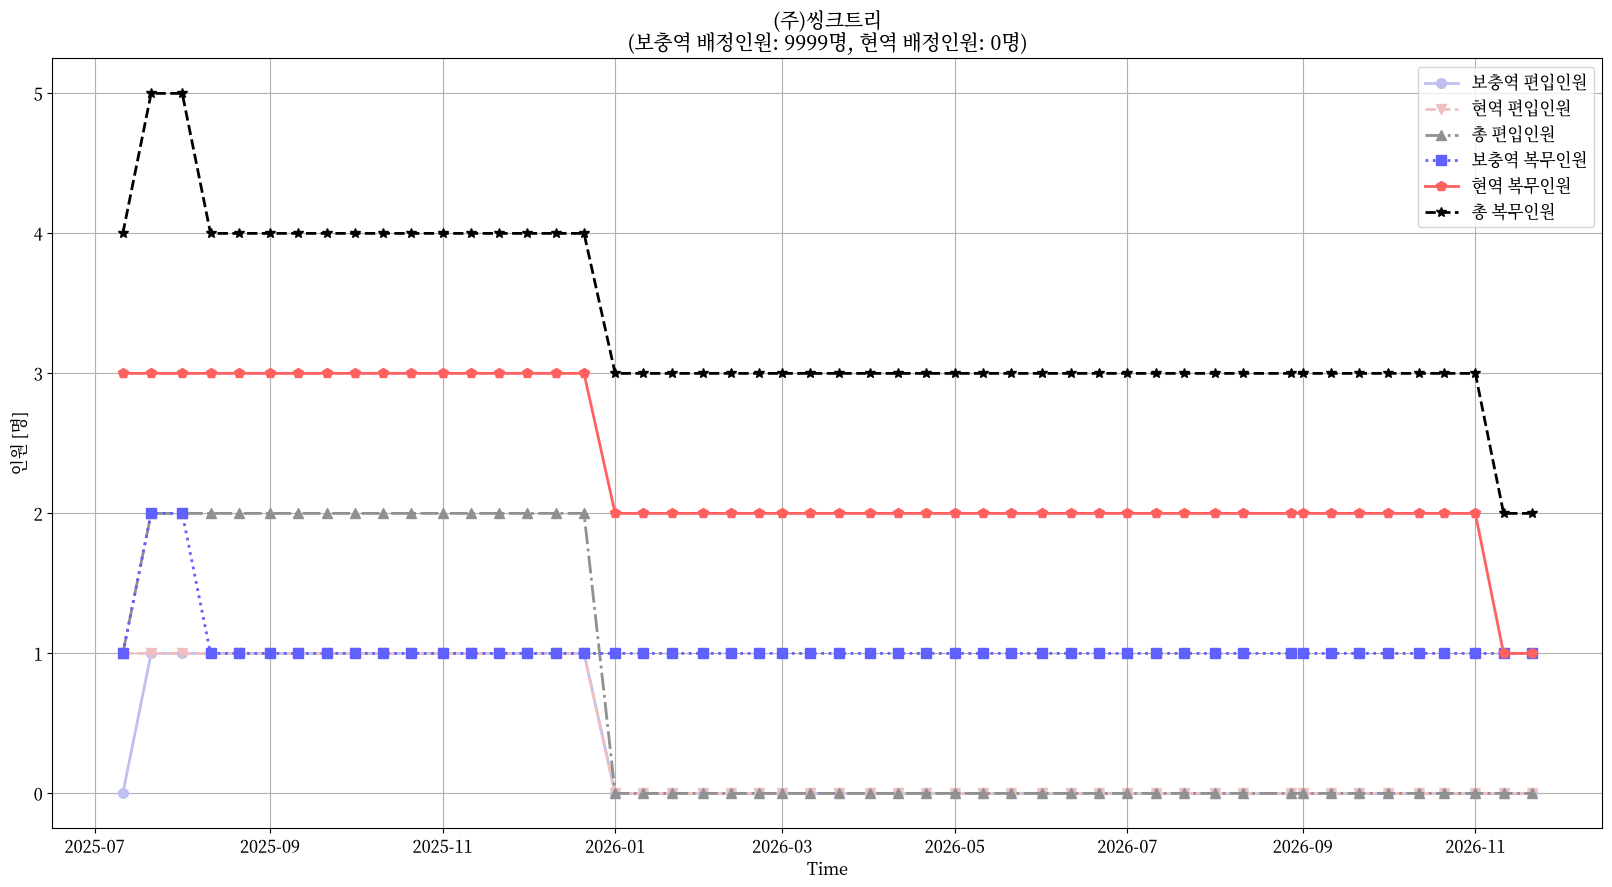 (주)씽크트리
(보충역 배정인원: 9999명, 현역 배정인원: 0명)
보충역 편입인원
현역 편입인원
총 편입인원
보충역 복무인원
현역 복무인원
총 복무인원
인원 [명]
5
4
3
2
1
0
2025-07
2025-09
2025-11
2026-01
2026-03
2026-05
2026-07
2026-09
2026-11
Time